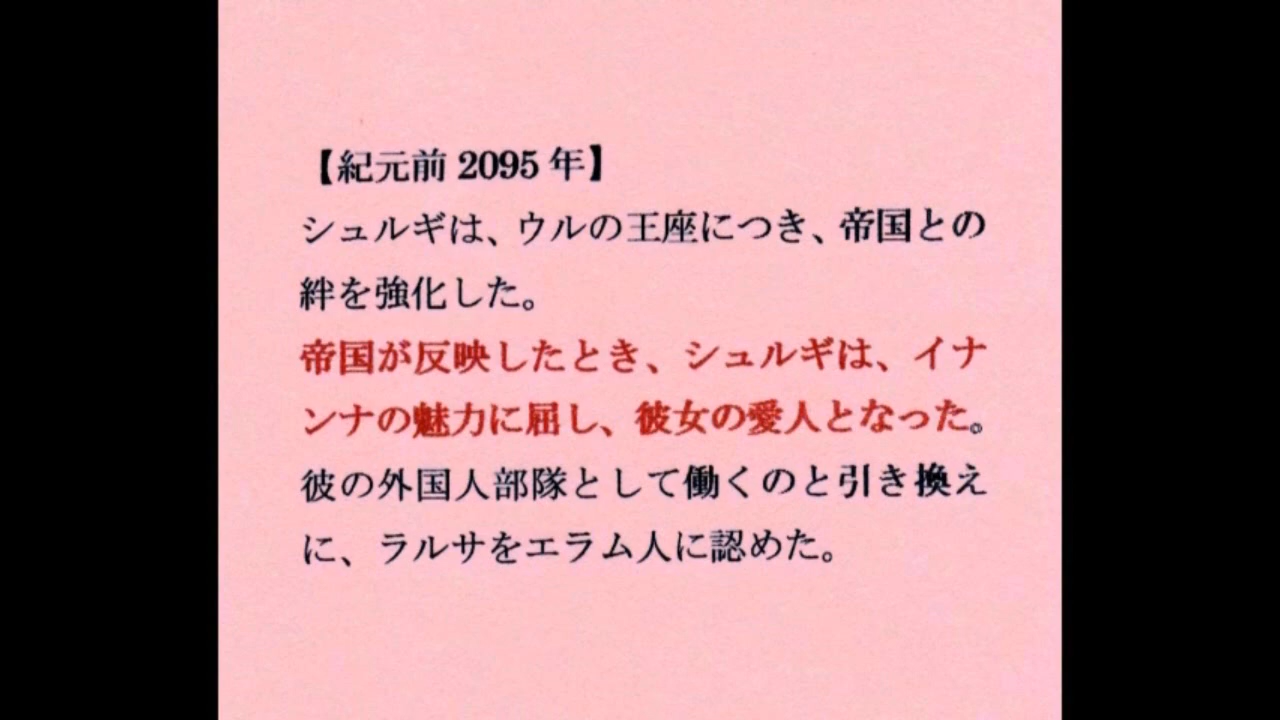 【紀元前2095年】
シュルギは、ウルの王座につき、帝国との
絆を強化した。
帝国が反映したとき、シュルギは、イナ
ンナの魅力に屈し、彼女の愛人となった。
彼の外国人部隊として働くのと引き換え
に、ラルサをエラム人に認めた。